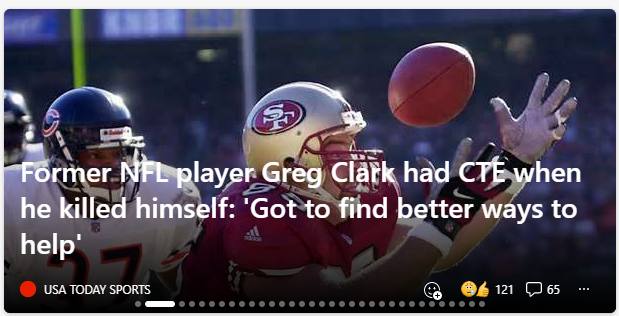 Former NFL player Greg Clark had CTE when
he killed himself: 'Got to find better ways to
help'
USA TODAY SPORTS
121
65
...
SF